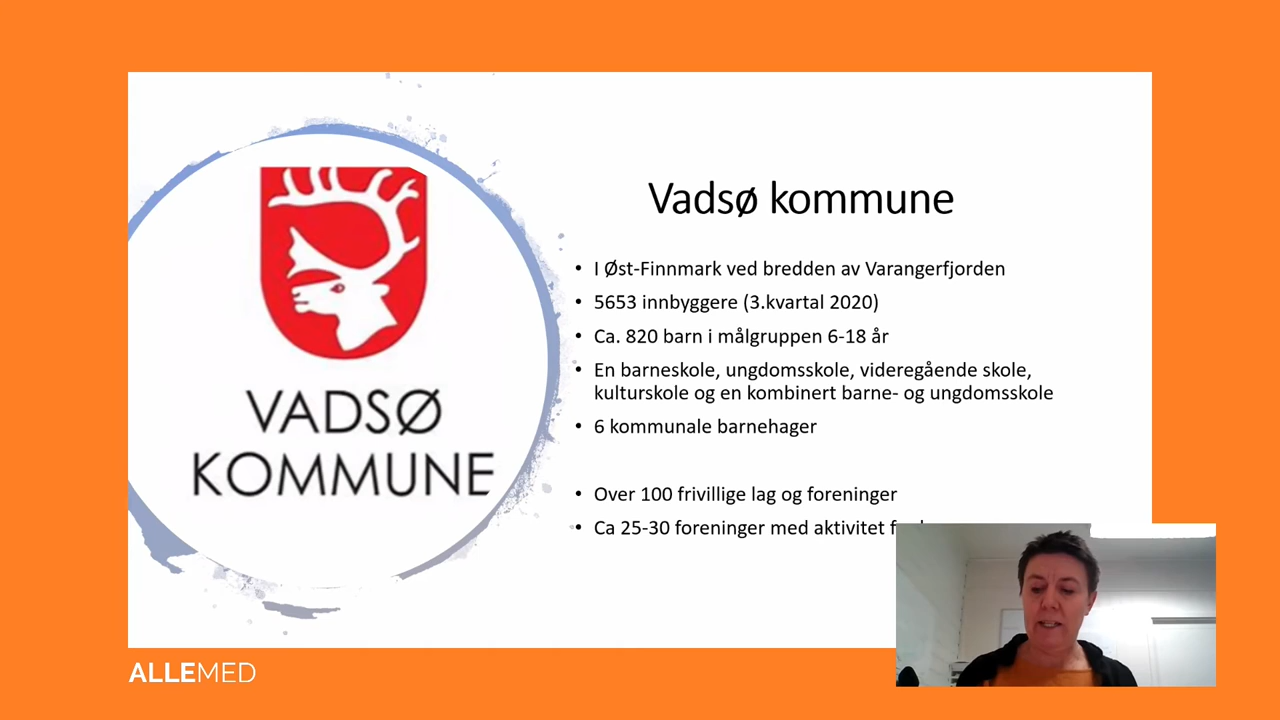 VADSØ
KOMMUNE
Vadsø kommune
• I Øst-Finnmark ved bredden av Varangerfjorden
• 5653 innbyggere (3.kvartal 2020)
• Ca. 820 barn i målgruppen 6-18 år
• En barneskole, ungdomsskole, videregående skole,
kulturskole og en kombinert barne- og ungdomsskole
• 6 kommunale barnehager
• Over 100 frivillige lag og foreninger
• Ca 25-30 foreninger med aktivitet
ALLEMED